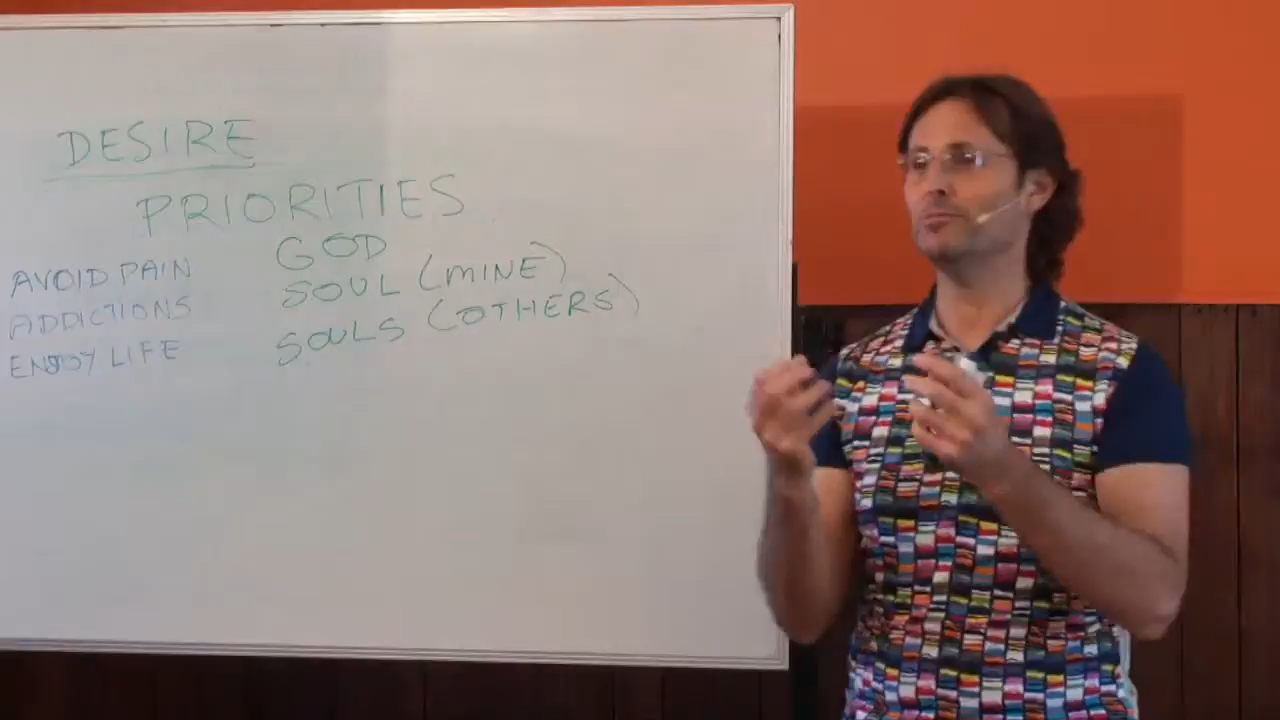 DESIRE
PRIORITIES
GOD
SOUL (MINE)
SOULS (OTHERS)
AVOID PAIN
ADDICTIONS
ENJOY LIFE